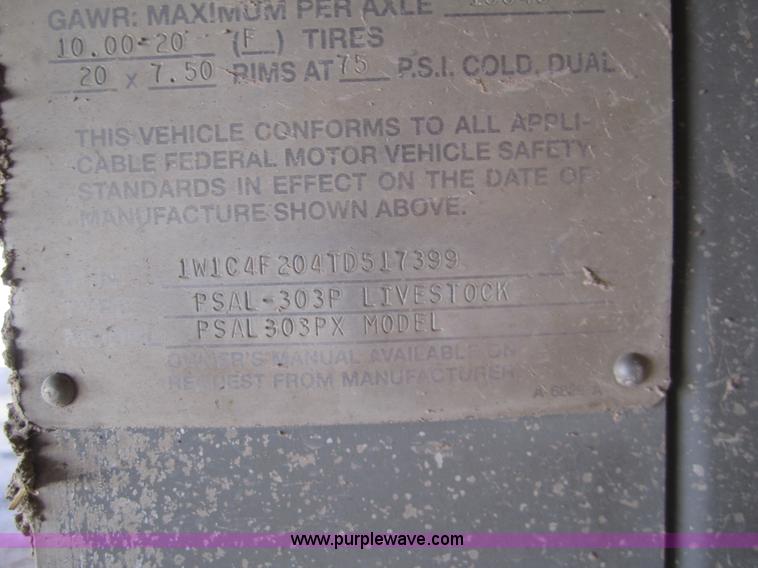 GAWR: MAXIMUM PER AXLE
10.00-20 (F) TIRES
20 X 7.50 RIMS AT 75 P.S.I. COLD. DUAL
THIS VEHICLE CONFORMS TO ALL APPLI-
CABLE FEDERAL MOTOR VEHICLE SAFETY
STANDARDS IN EFFECT ON THE DATE OF
MANUFACTURE SHOWN ABOVE.
1W1C4F204TD517399
PSAL-303P LIVESTOCK
PSAL303PX MODEL
OWNER'S MANUAL AVAILABLE ON
REQUEST FROM MANUFACTURER
www.purplewave.com